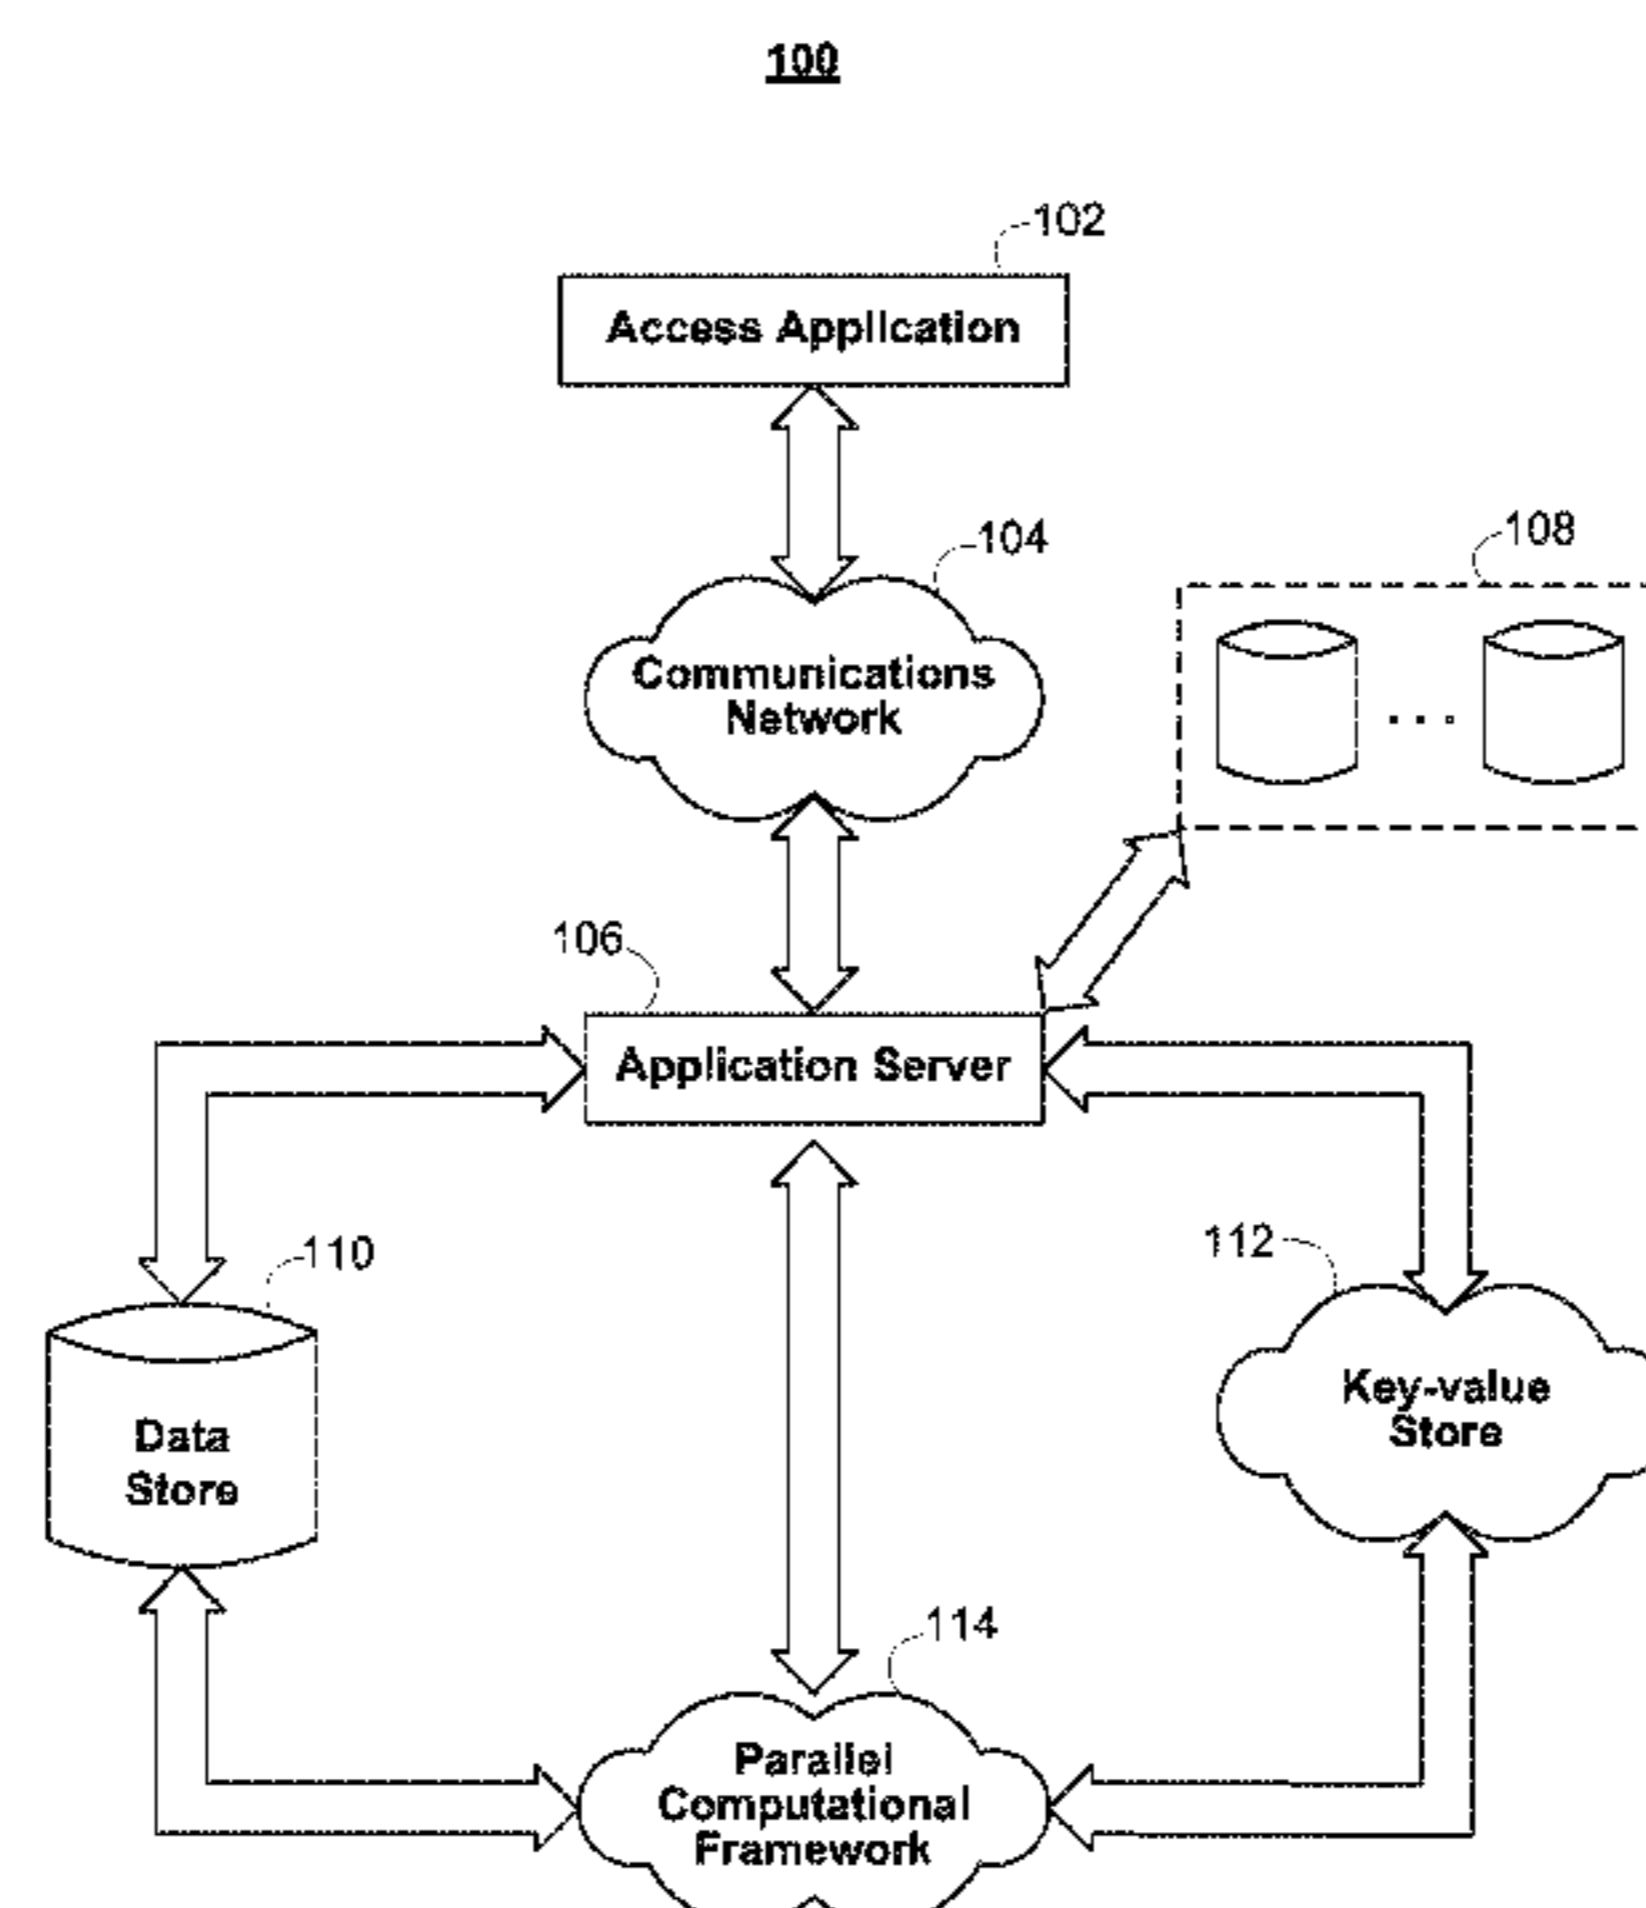 100
102
Access Application
104
108
Communications
Network
. . .
106
Application Server
110
112
Key-value
Store
Data
Store
114
Parallel
Computational
Framework